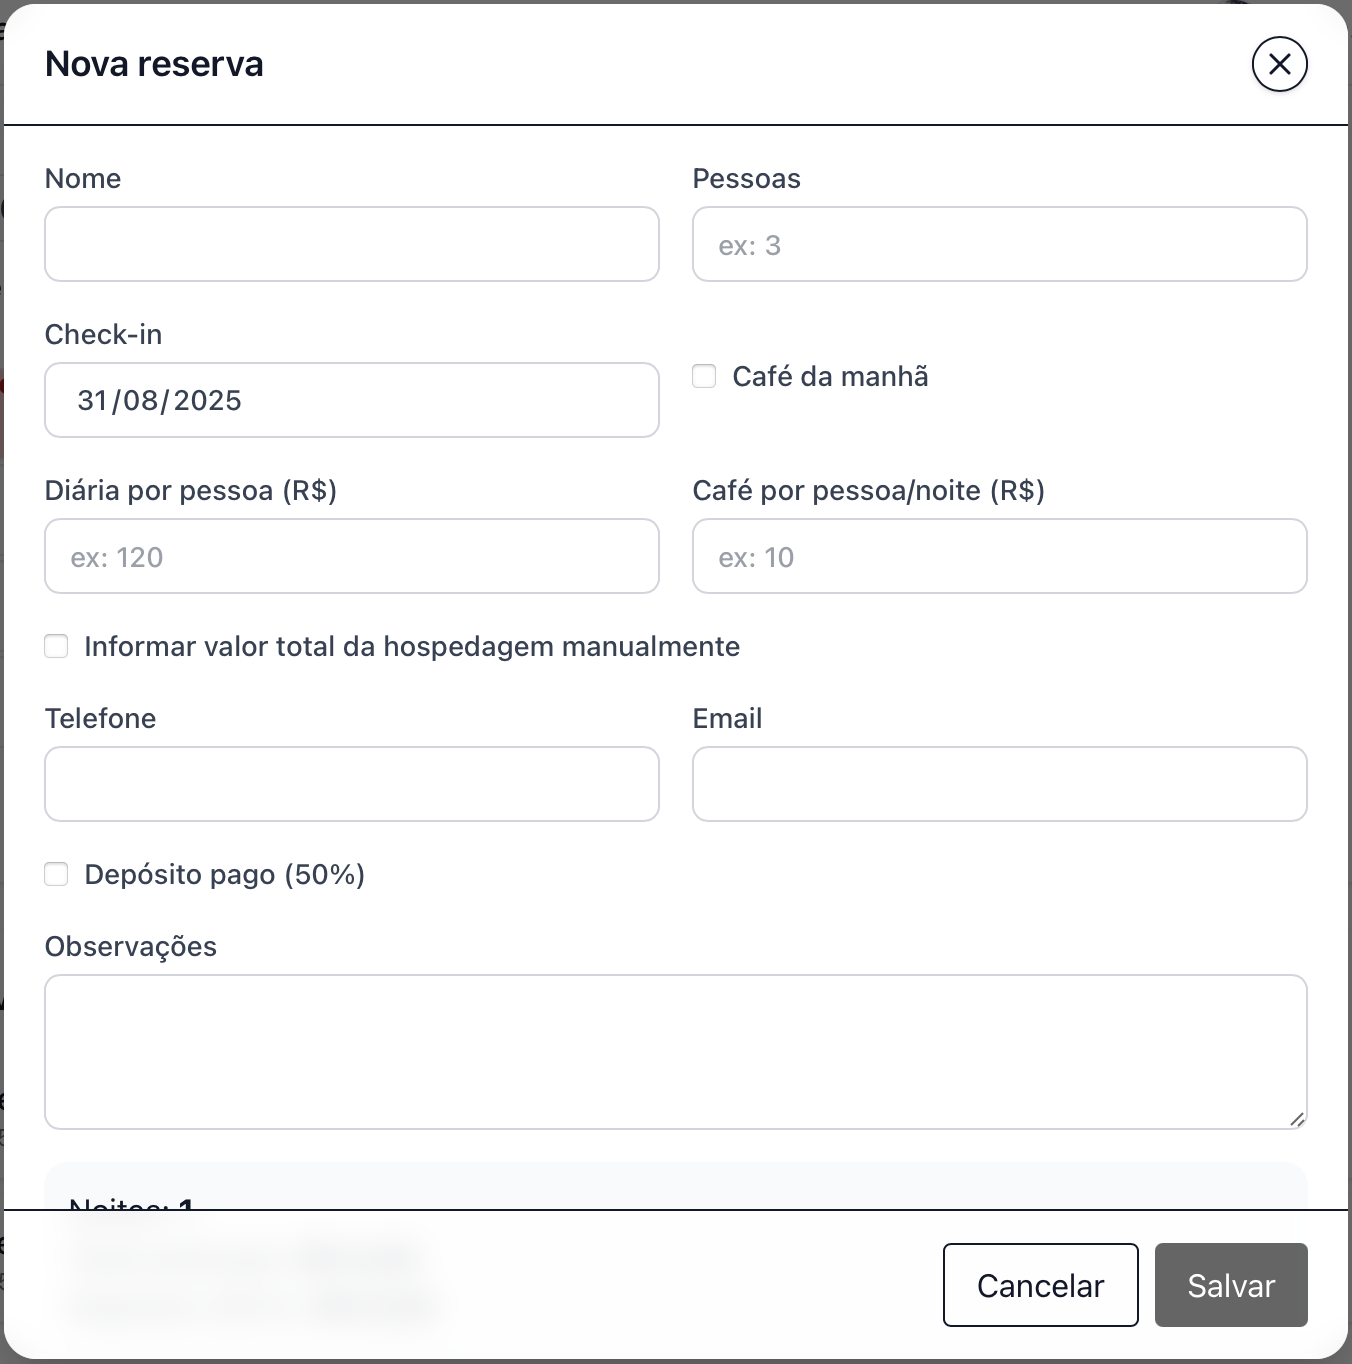 Nova reserva
Nome
Pessoas
ex: 3
Check-in
31/08/2025
Café da manhã
Diária por pessoa (R$)
ex: 120
Café por pessoa/noite (R$)
ex: 10
Informar valor total da hospedagem manualmente
Telefone
Email
Depósito pago (50%)
Observações
Noites: 1
Cancelar
Salvar